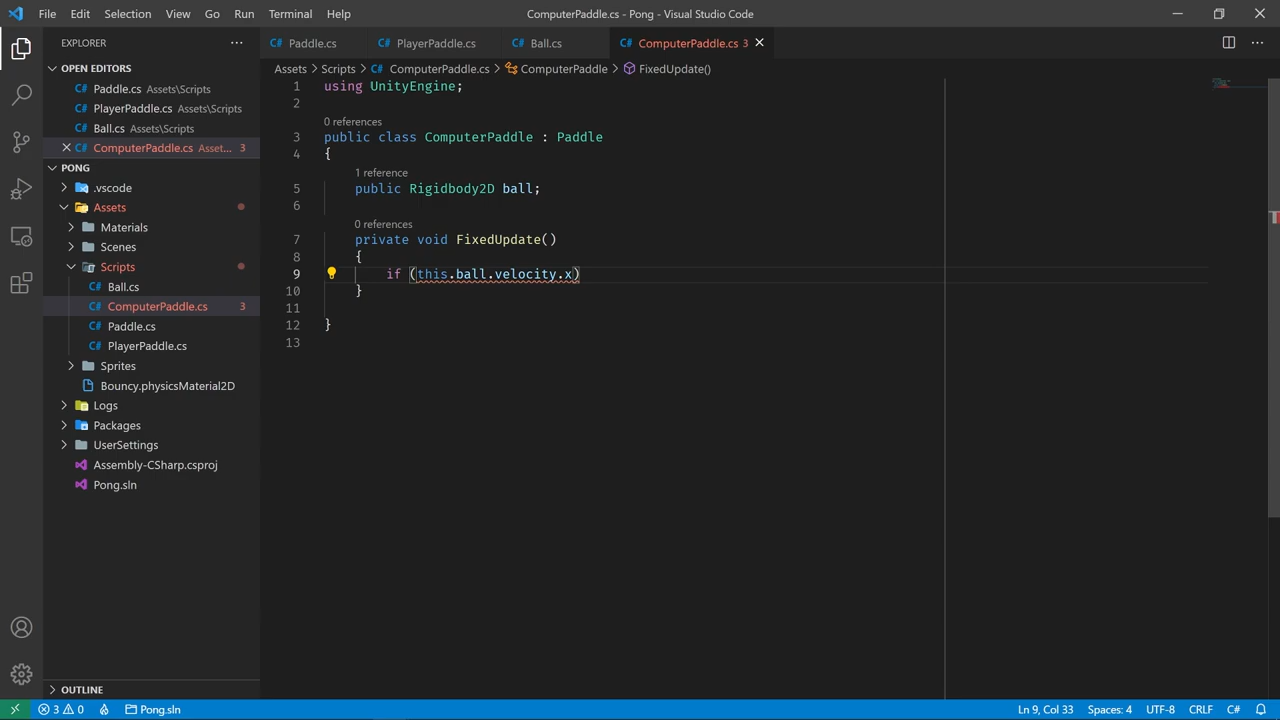 File Edit Selection View Go Run Terminal Help ComputerPaddle.cs - Pong - Visual Studio Code
EXPLORER
Paddle.cs PlayerPaddle.cs Ball.cs ComputerPaddle.cs 3
OPEN EDITORS
Paddle.cs Assets\Scripts
PlayerPaddle.cs Assets\Scripts
Ball.cs Assets\Scripts
ComputerPaddle.cs Asset... 3
PONG
.vscode
Assets
Materials
Scenes
Scripts
Ball.cs
ComputerPaddle.cs 3
Paddle.cs
PlayerPaddle.cs
Sprites
Bouncy.physicsMaterial2D
Logs
Packages
UserSettings
Assembly-CSharp.csproj
Pong.sln
OUTLINE
Assets > Scripts > ComputerPaddle.cs > ComputerPaddle > FixedUpdate()
1 using UnityEngine;
2
0 references
3 public class ComputerPaddle : Paddle
4 {
1 reference
5 public Rigidbody2D ball;
6
0 references
7 private void FixedUpdate()
8 {
9 if (this.ball.velocity.x)
10 }
11
12 }
13
3 0 Pong.sln Ln 9, Col 33 Spaces: 4 UTF-8 CRLF C#